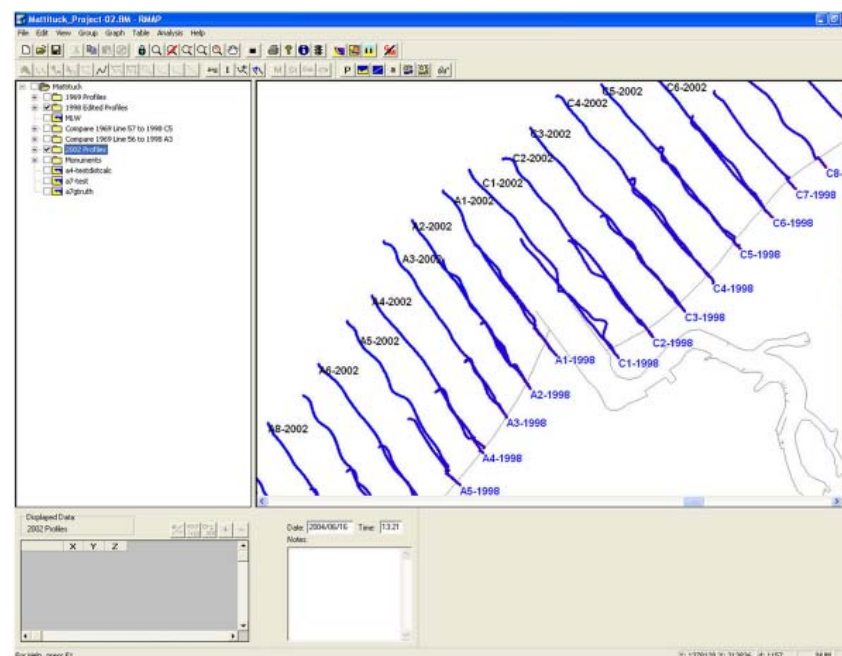 Mattituck_Project-02.BM - RMAP
File Edit View Group Graph Table Analysis Help
Mattituck
1969 Profiles
1998 Edited Profiles
MLW
Compare 1969 Line 57 to 1998 C5
Compare 1969 Line 56 to 1998 A3
2002 Profiles
Monuments
a4-testdistcalc
a7-test
a7gtruth
C6-2002
C5-2002
C4-2002
C3-2002
C2-2002
C1-2002
A1-2002
A2-2002
A3-2002
A4-2002
A5-2002
A6-2002
A8-2002
C8-
C7-1998
C6-1998
C5-1998
C4-1998
C3-1998
C2-1998
C1-1998
A1-1998
A2-1998
A3-1998
A4-1998
A5-1998
Displayed Data
2002 Profiles
X Y Z
Date: 2004/06/16 Time: 13:21
Notes:
For Help, press F1
NUM